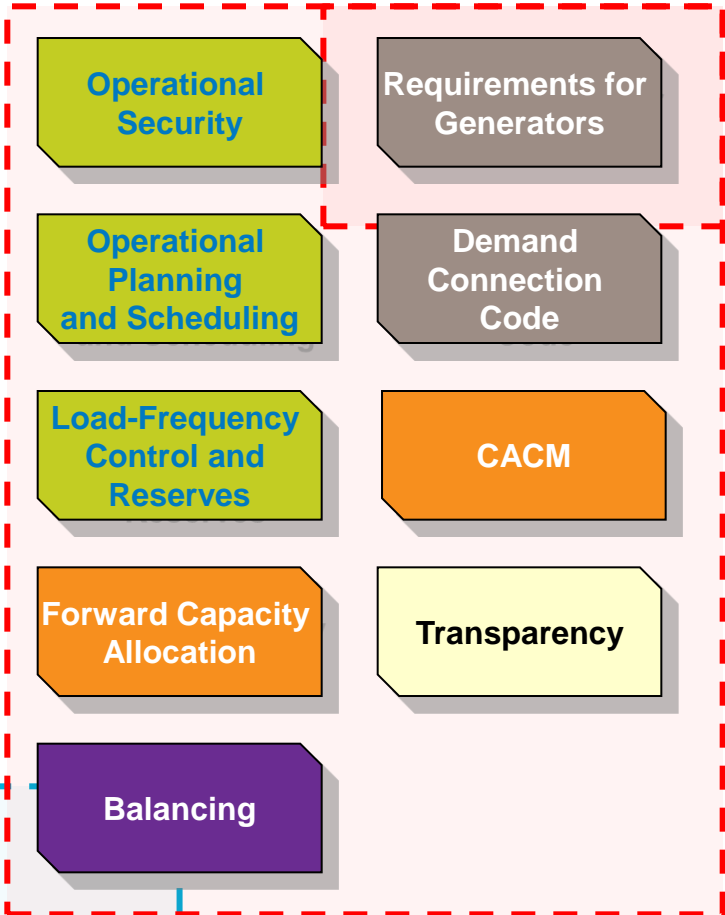 Operational
Security
Requirements for
Generators
Operational
Planning
and Scheduling
Demand
Connection
Code
Load-Frequency
Control and
Reserves
CACM
Forward Capacity
Allocation
Transparency
Balancing